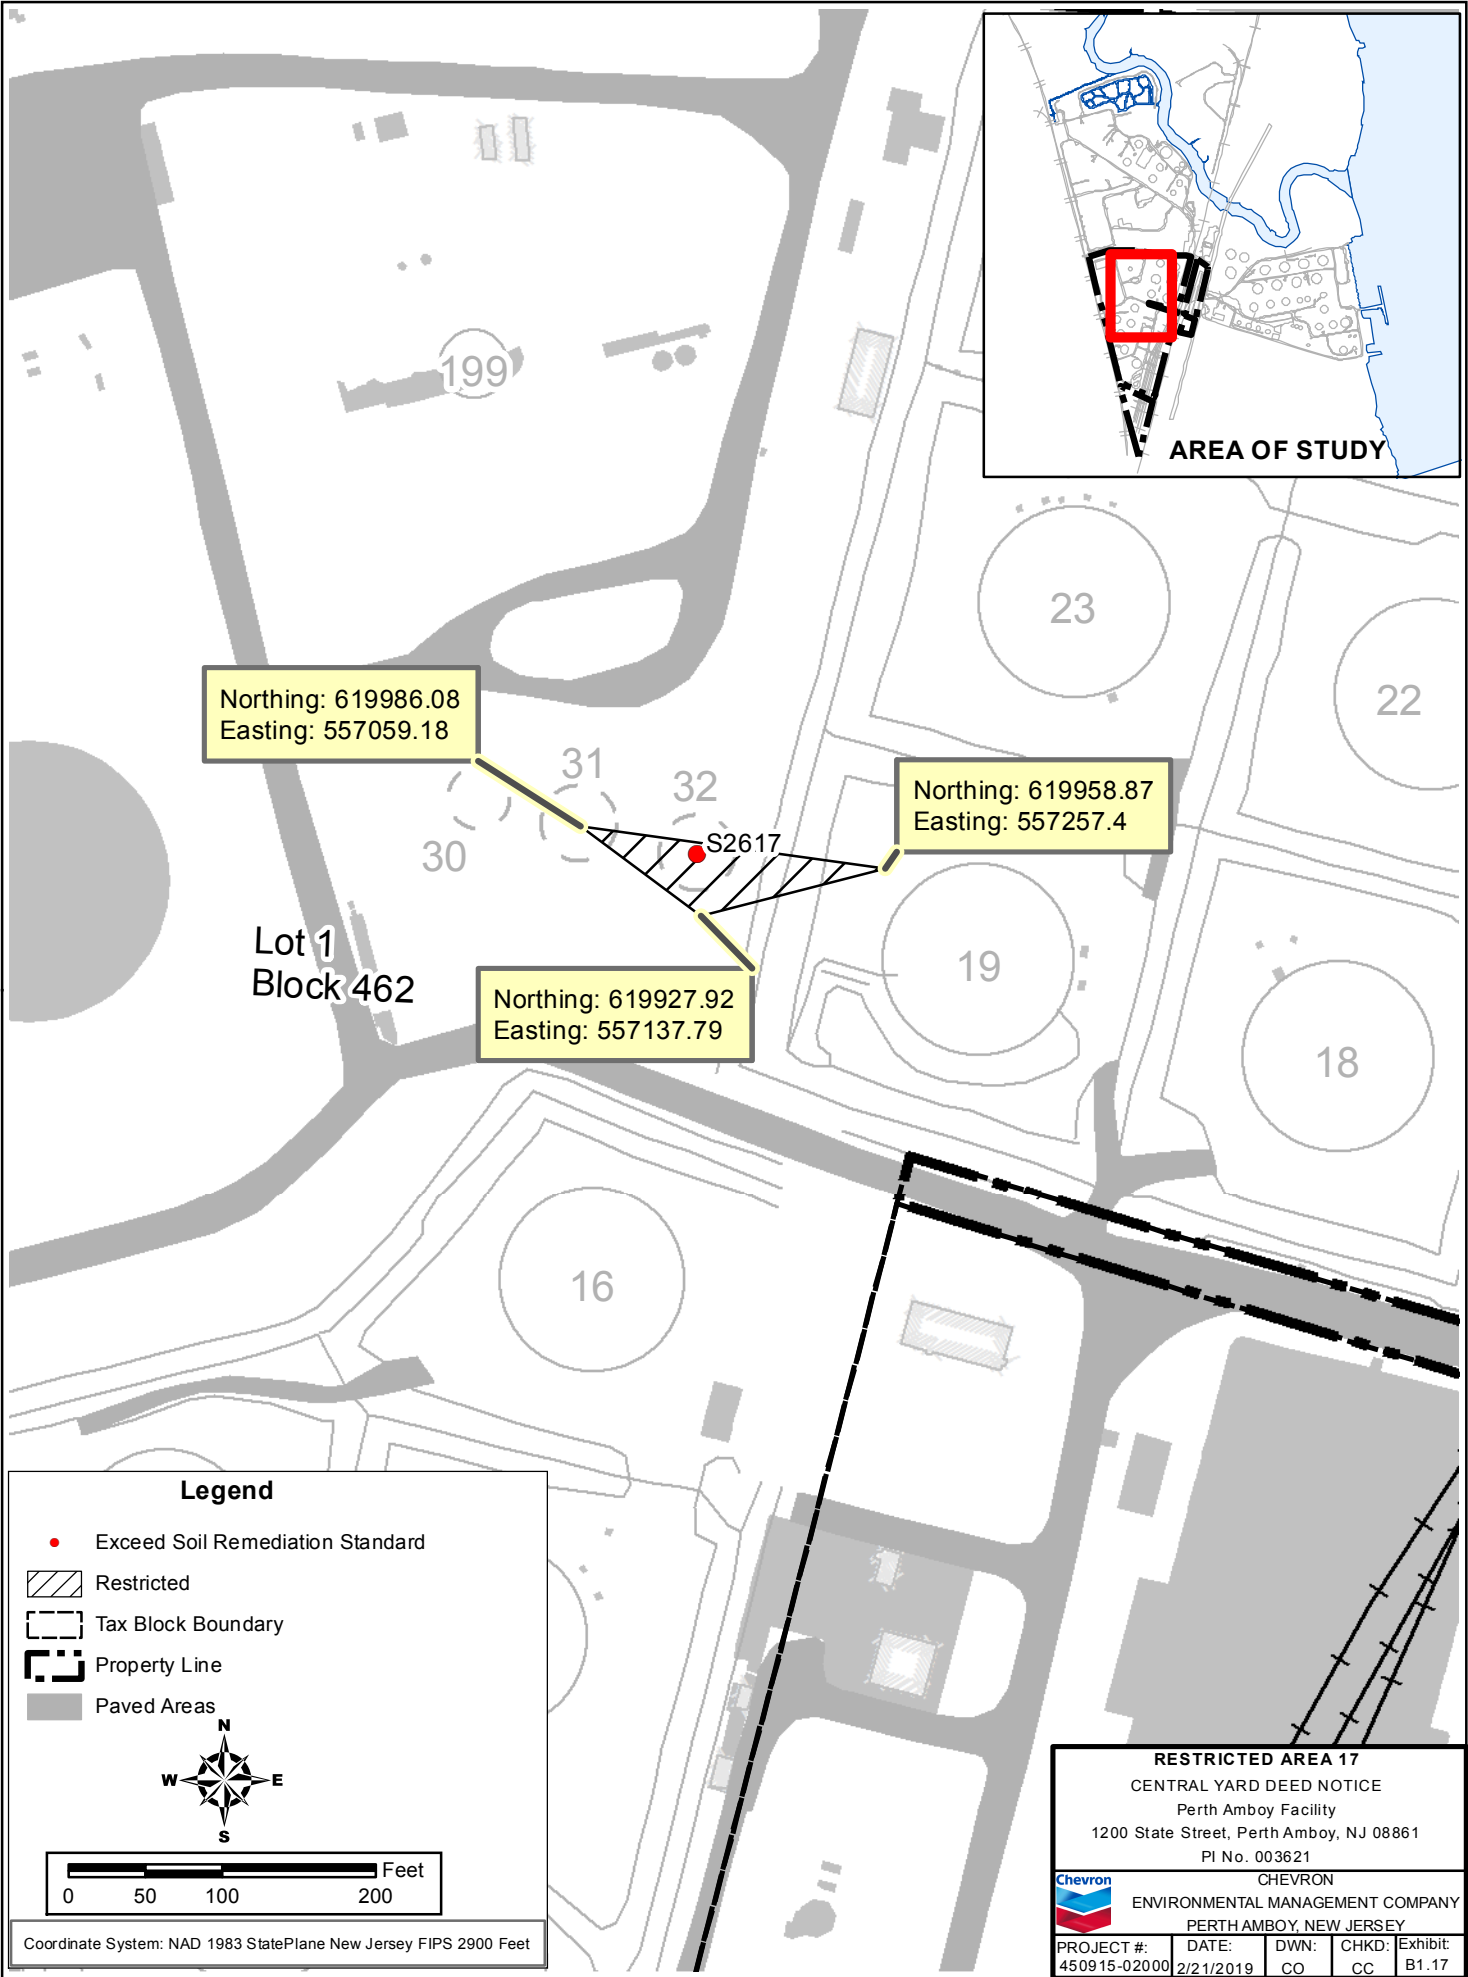 AREA OF STUDY
199
23
22
Northing: 619986.08
Easting: 557059.18
31
32
30
S2617
Northing: 619958.87
Easting: 557257.4
Lot 1
Block 462
Northing: 619927.92
Easting: 557137.79
19
18
16
Legend
Exceed Soil Remediation Standard
Restricted
Tax Block Boundary
Property Line
Paved Areas
N
W
E
S
Feet
0 50 100 200
Coordinate System: NAD 1983 StatePlane New Jersey FIPS 2900 Feet
RESTRICTED AREA 17
CENTRAL YARD DEED NOTICE
Perth Amboy Facility
1200 State Street, Perth Amboy, NJ 08861
PI No. 003621
Chevron
CHEVRON
ENVIRONMENTAL MANAGEMENT COMPANY
PERTH AMBOY, NEW JERSEY
PROJECT #:
450915-02000
DATE:
2/21/2019
DWN:
CO
CHKD:
CC
Exhibit:
B1.17